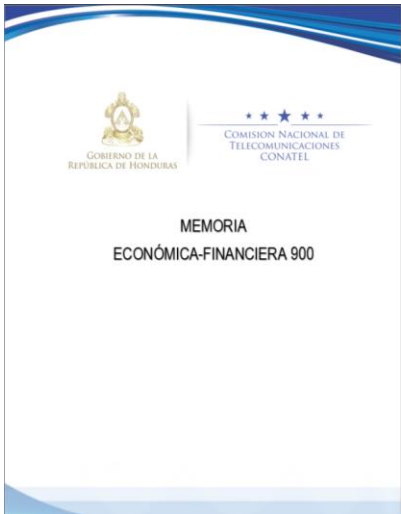 GOBIERNO DE LA
REPÚBLICA DE HONDURAS
COMISION NACIONAL DE
TELECOMUNICACIONES
CONATEL
MEMORIA
ECONÓMICA-FINANCIERA 900